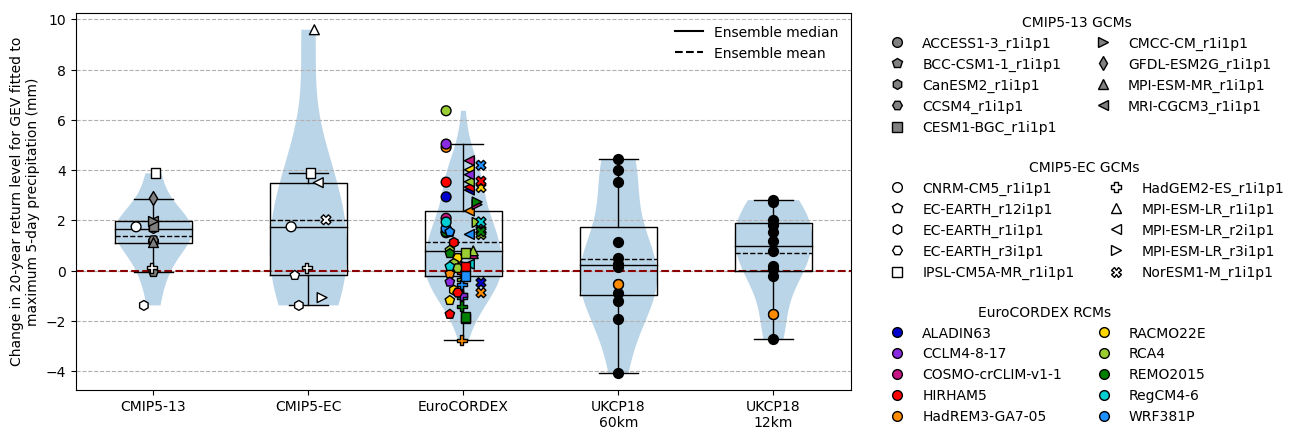 Change in 20-year return level for GEV fitted to
maximum 5-day precipitation (mm)
10
8
6
4
2
0
−2
−4
Ensemble median
Ensemble mean
CMIP5-13
CMIP5-EC
EuroCORDEX
UKCP18
60km
UKCP18
12km
CMIP5-13 GCMs
ACCESS1-3_r1i1p1
BCC-CSM1-1_r1i1p1
CanESM2_r1i1p1
CCSM4_r1i1p1
CESM1-BGC_r1i1p1
CMCC-CM_r1i1p1
GFDL-ESM2G_r1i1p1
MPI-ESM-MR_r1i1p1
MRI-CGCM3_r1i1p1
CMIP5-EC GCMs
CNRM-CM5_r1i1p1
EC-EARTH_r12i1p1
EC-EARTH_r1i1p1
EC-EARTH_r3i1p1
IPSL-CM5A-MR_r1i1p1
HadGEM2-ES_r1i1p1
MPI-ESM-LR_r1i1p1
MPI-ESM-LR_r2i1p1
MPI-ESM-LR_r3i1p1
NorESM1-M_r1i1p1
EuroCORDEX RCMs
ALADIN63
CCLM4-8-17
COSMO-crCLIM-v1-1
HIRHAM5
HadREM3-GA7-05
RACMO22E
RCA4
REMO2015
RegCM4-6
WRF381P